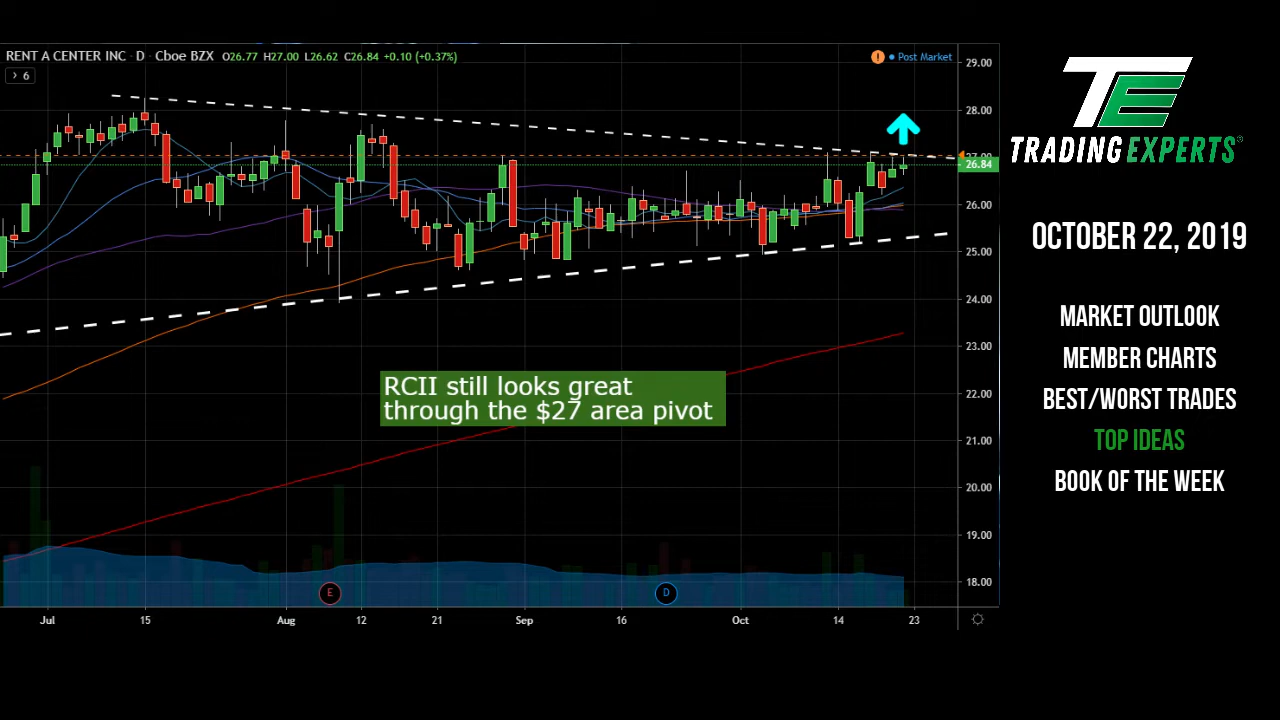 RENT A CENTER INC · D · Cboe BZX O26.77 H27.00 L26.62 C26.84 +0.10 (+0.37%)
> 6
! Post Market
29.00
28.00
27.00
26.84
26.00
25.00
24.00
23.00
22.00
21.00
20.00
19.00
18.00
RCII still looks great
through the $27 area pivot
E
D
Jul
15
Aug
12
21
Sep
16
Oct
14
23
TE
TRADING EXPERTS®
OCTOBER 22, 2019
MARKET OUTLOOK
MEMBER CHARTS
BEST/WORST TRADES
TOP IDEAS
BOOK OF THE WEEK